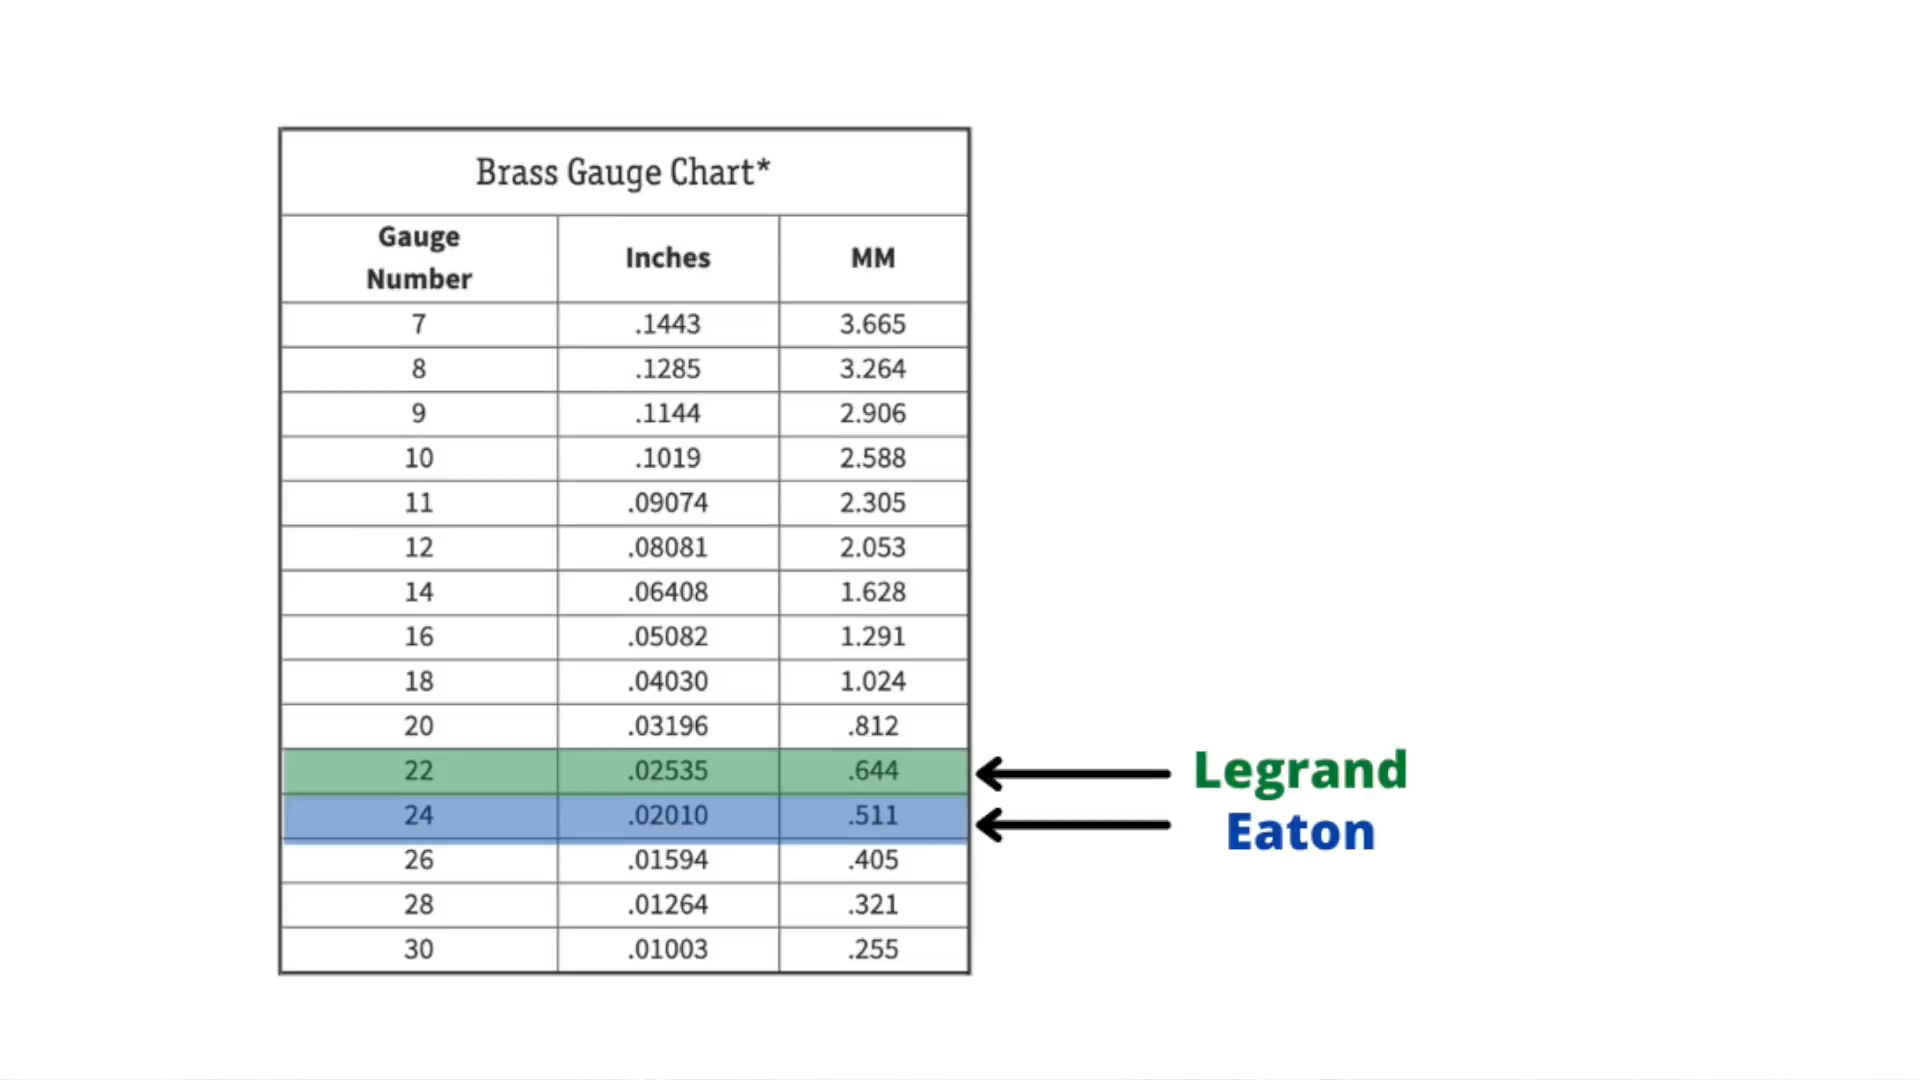 Brass Gauge Chart*
Gauge
Number Inches MM
7 .1443 3.665
8 .1285 3.264
9 .1144 2.906
10 .1019 2.588
11 .09074 2.305
12 .08081 2.053
14 .06408 1.628
16 .05082 1.291
18 .04030 1.024
20 .03196 .812
22 .02535 .644 Legrand
24 .02010 .511 Eaton
26 .01594 .405
28 .01264 .321
30 .01003 .255